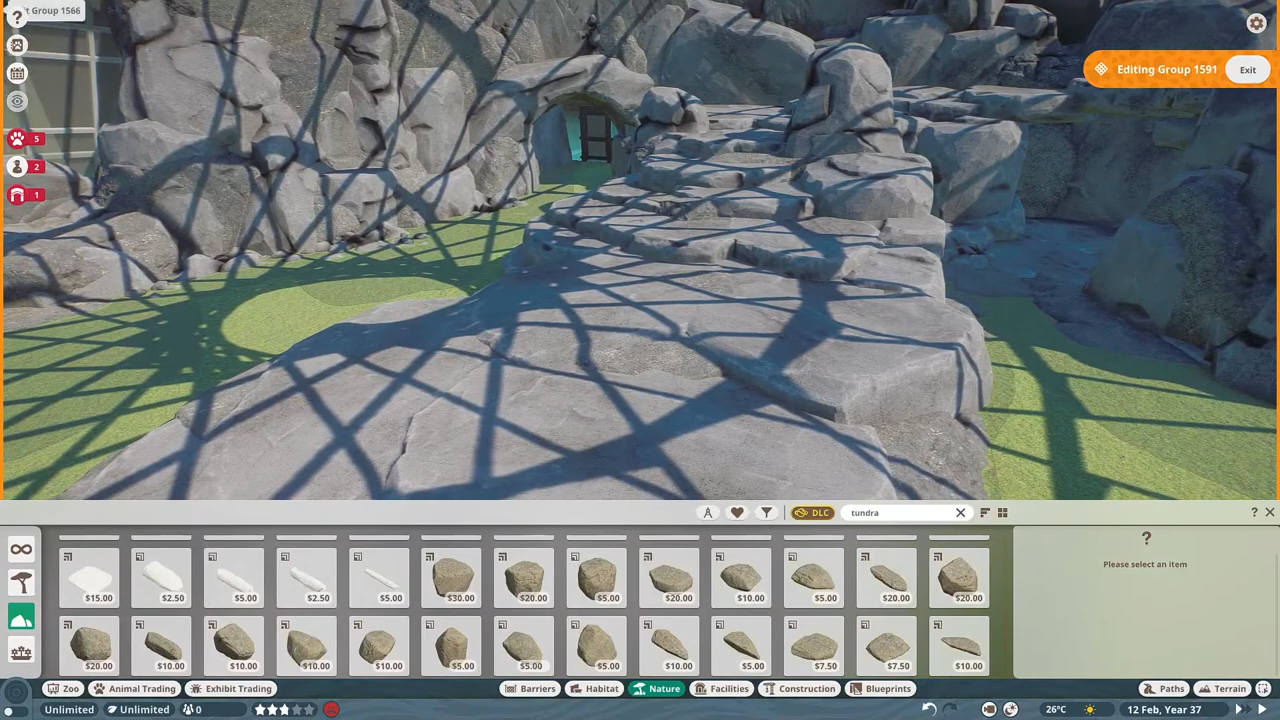 t Group 1566
Editing Group 1591
Exit
5
2
1
DLC
tundra
?
Please select an item
$15.00
$2.50
$5.00
$2.50
$5.00
$30.00
$20.00
$5.00
$20.00
$10.00
$5.00
$20.00
$20.00
$20.00
$10.00
$10.00
$10.00
$10.00
$5.00
$5.00
$5.00
$10.00
$5.00
$7.50
$7.50
$10.00
Zoo
Animal Trading
Exhibit Trading
Barriers
Habitat
Nature
Facilities
Construction
Blueprints
Paths
Terrain
Unlimited
Unlimited
0
26°C
12 Feb, Year 37